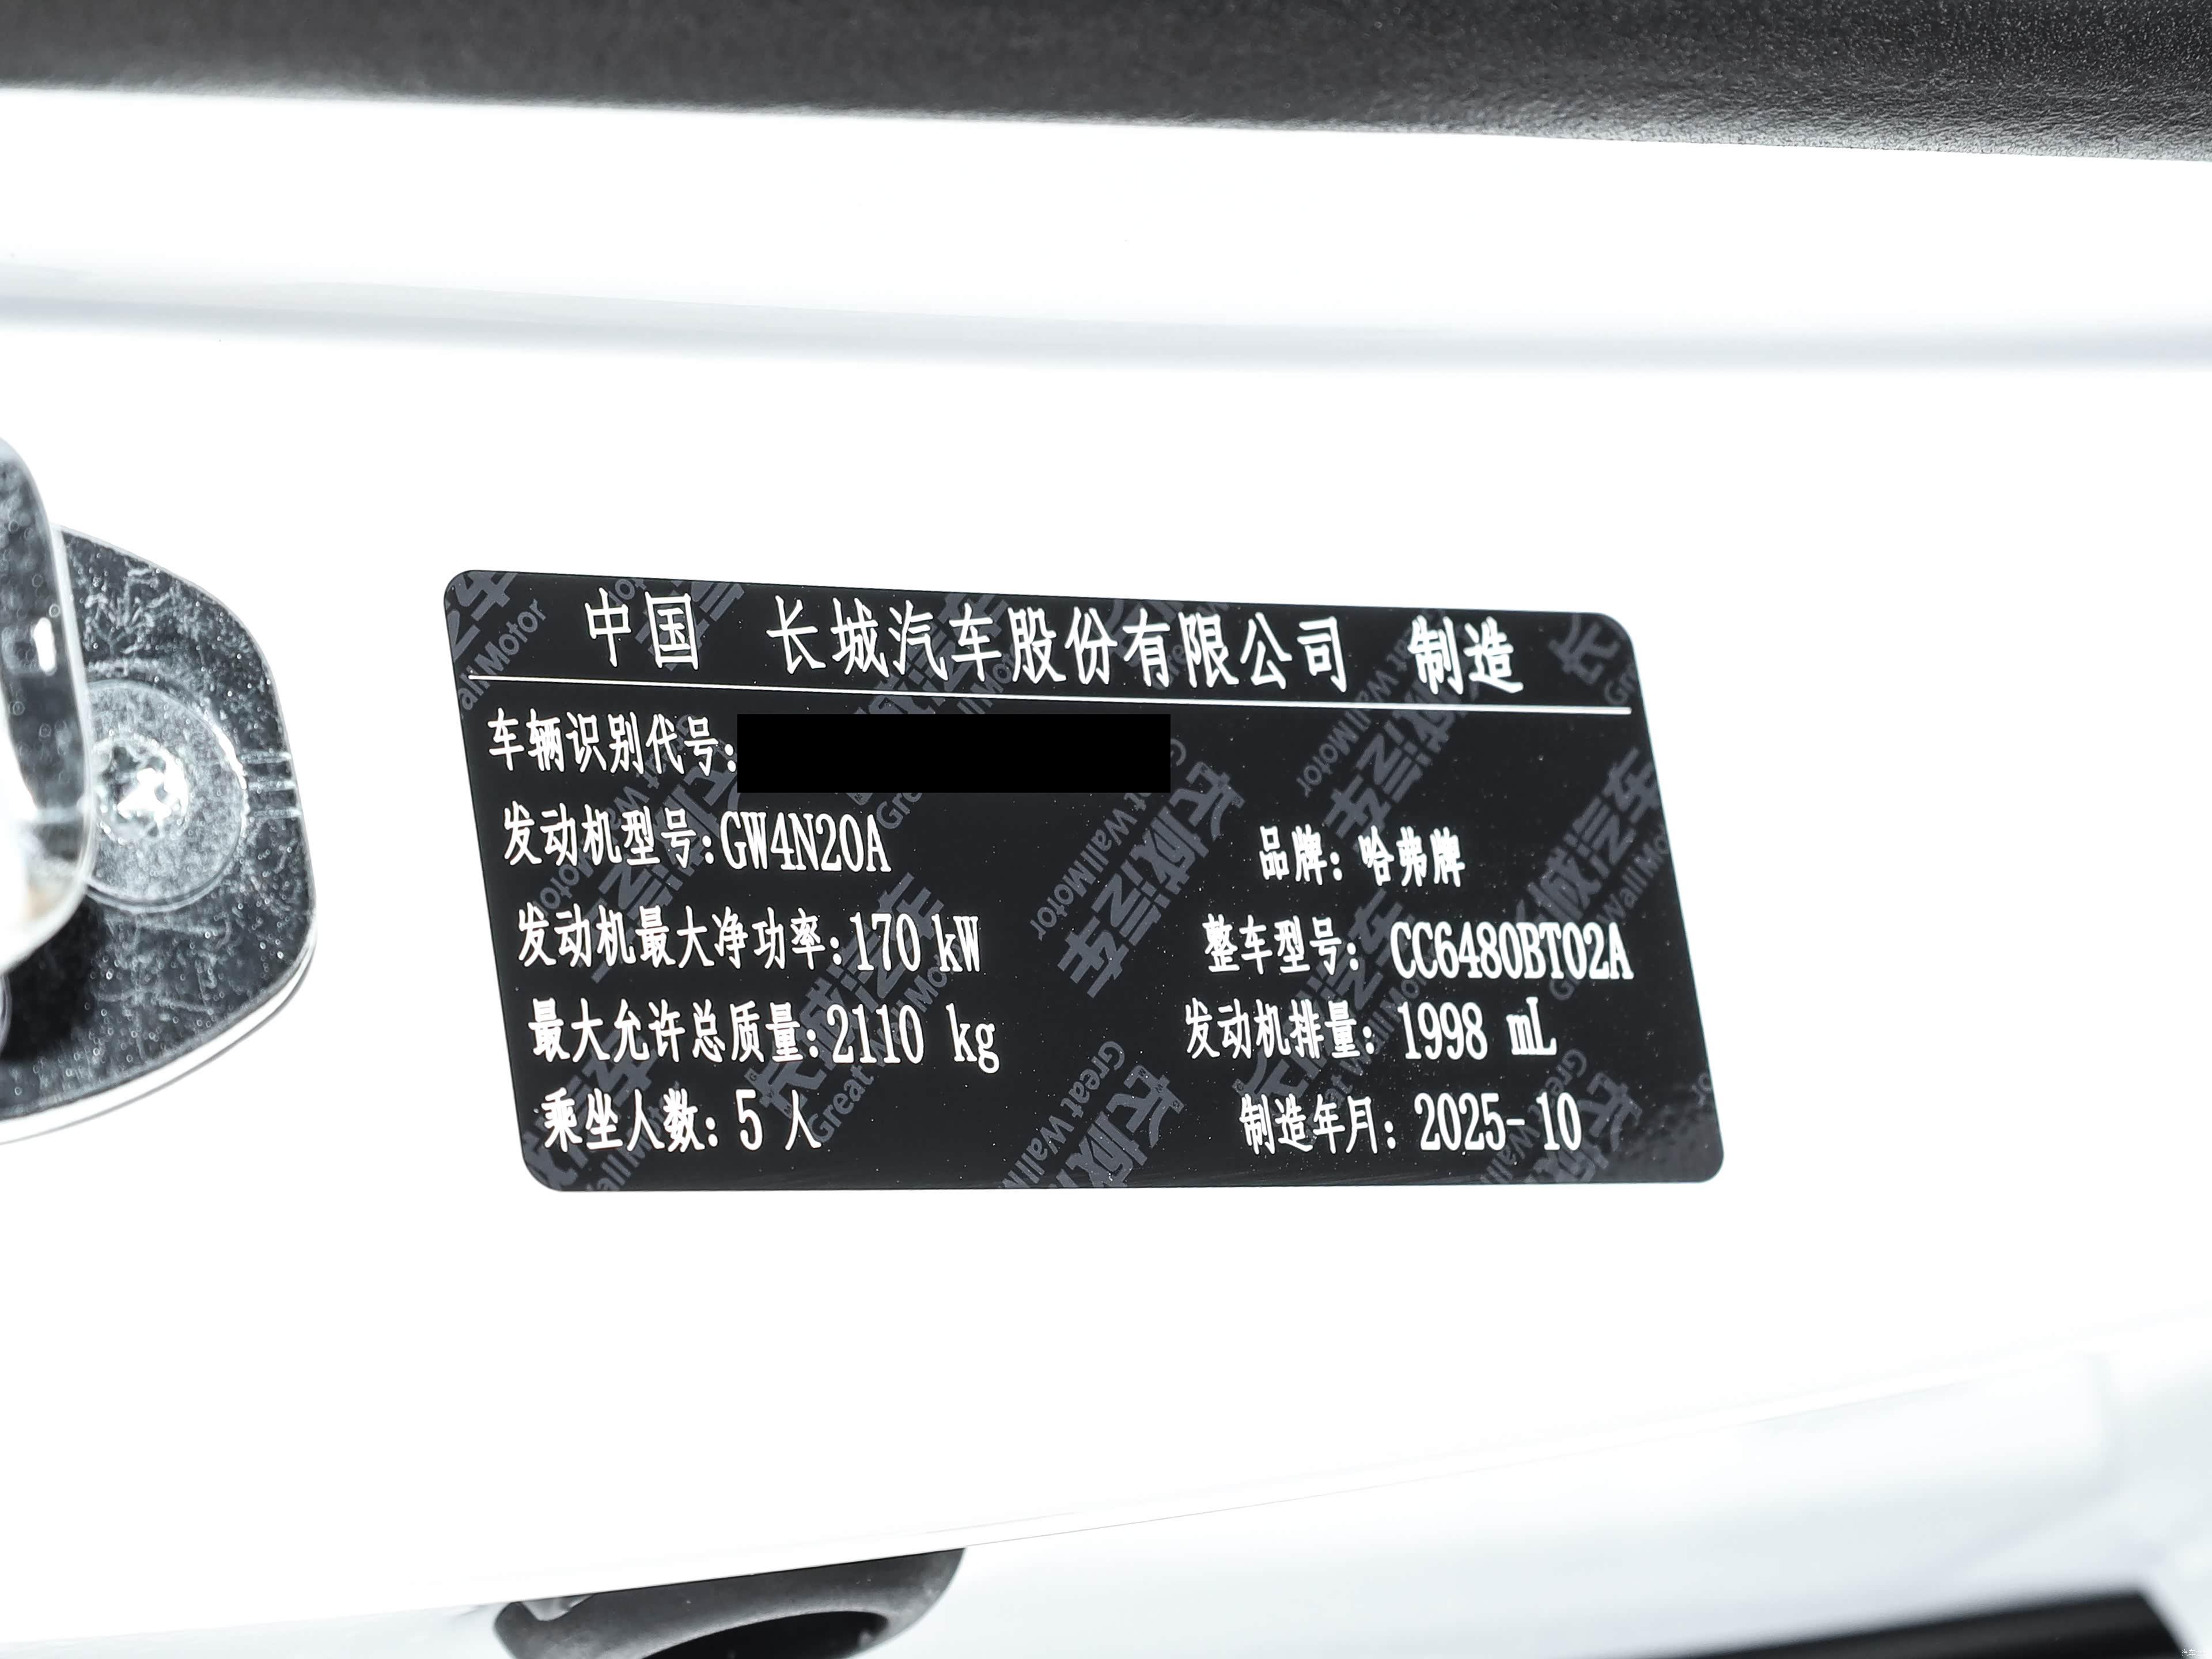 中国 长城汽车股份有限公司 制造
车辆识别代号:
发动机型号:GW4N20A 品牌: 哈弗牌
发动机最大净功率:170 kW 整车型号: CC6480BT02A
最大允许总质量:2110 kg 发动机排量: 1998 mL
乘坐人数: 5 人 制造年月: 2025-10